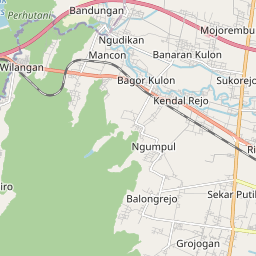 Perhutani
Bandungan
Mojorembu
Ngudikan
Mancon
Banaran Kulon
Wilangan
Bagor Kulon
Sukorejo
Kendal Rejo
Ngumpul
Ri
iro
Balongrejo
Sekar Puti
Grojogan